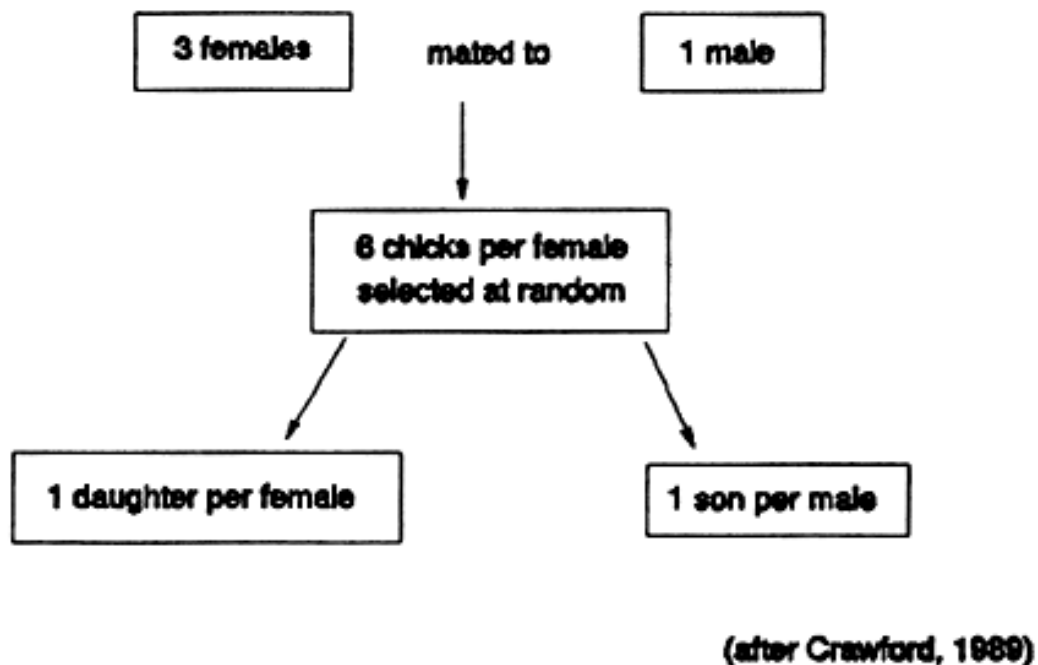 3 females mated to 1 male
6 chicks per female
selected at random
1 daughter per female 1 son per male
(after Crawford, 1989)